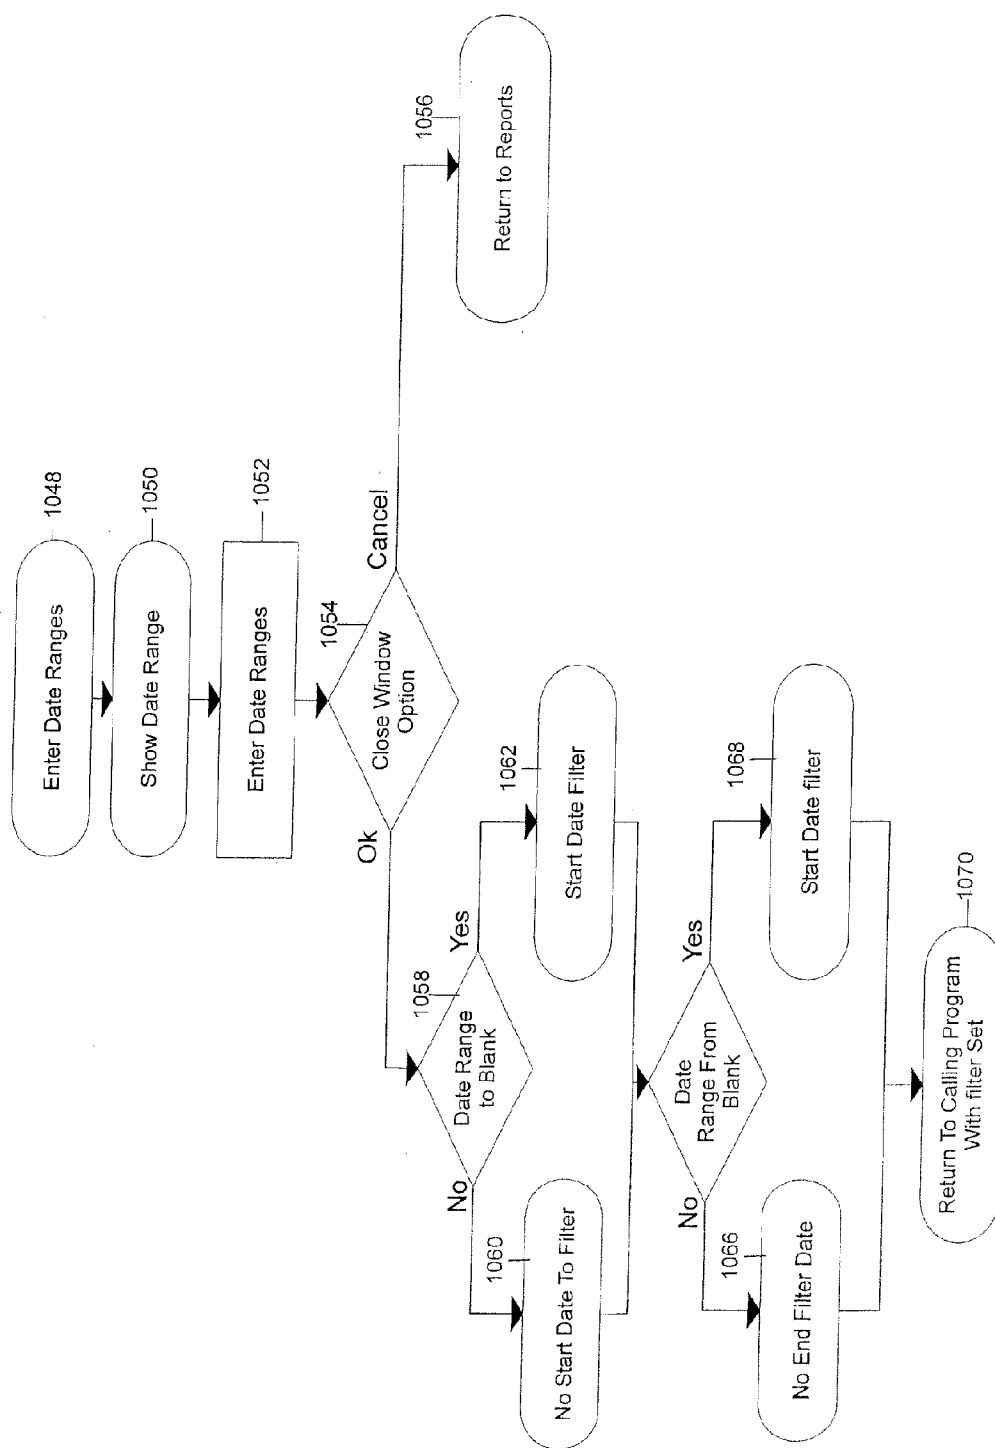 Enter Date Ranges
1048
Show Date Range
1050
Enter Date Ranges
1052
1054
Close Window
Option
Ok
Cancel
1056
Return to Reports
1058
Date Range
to Blank
No
Yes
1060
No Start Date To Filter
1062
Start Date Filter
Date
Range From
Blank
No
Yes
1066
No End Filter Date
1068
Start Date filter
Return To Calling Program
With filter Set
1070